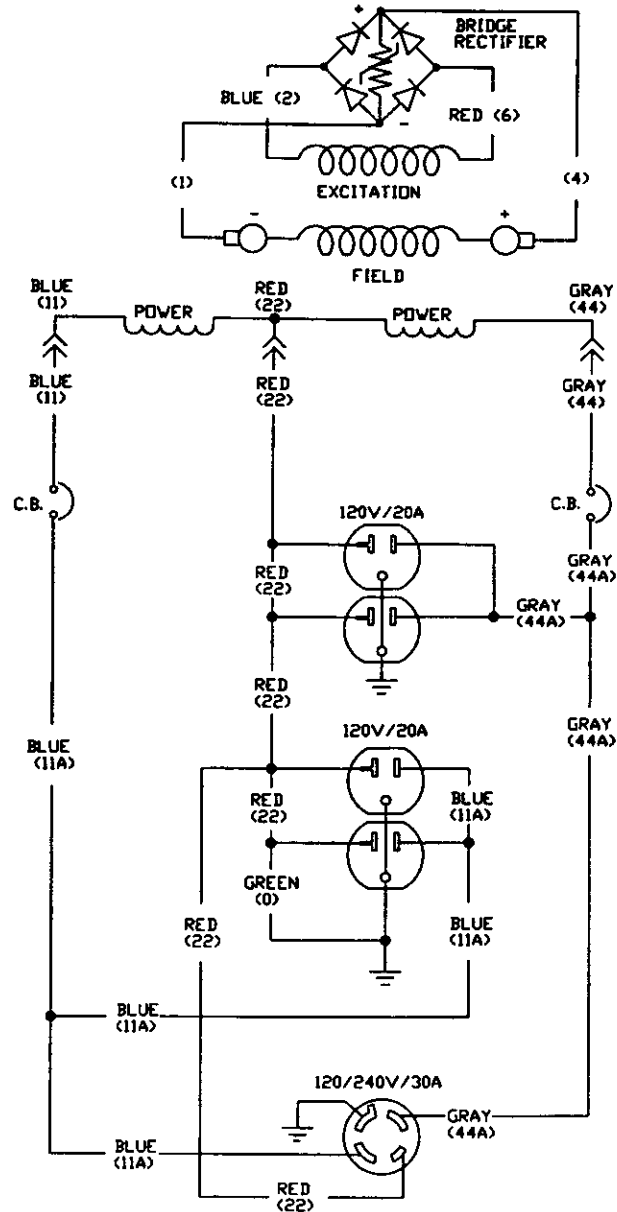 +
BRIDGE
RECTIFIER
BLUE (2)
RED (6)
-
(1)
(4)
EXCITATION
-
+
FIELD
BLUE
(11)
POWER
RED
(22)
POWER
GRAY
(44)
BLUE
(11)
RED
(22)
GRAY
(44)
C.B.
120V/20A
C.B.
RED
(22)
GRAY
(44A)
GRAY
(44A)
RED
(22)
120V/20A
GRAY
(44A)
BLUE
(11A)
RED
(22)
BLUE
(11A)
GREEN
(0)
RED
(22)
BLUE
(11A)
BLUE
(11A)
120/240V/30A
GRAY
(44A)
BLUE
(11A)
RED
(22)